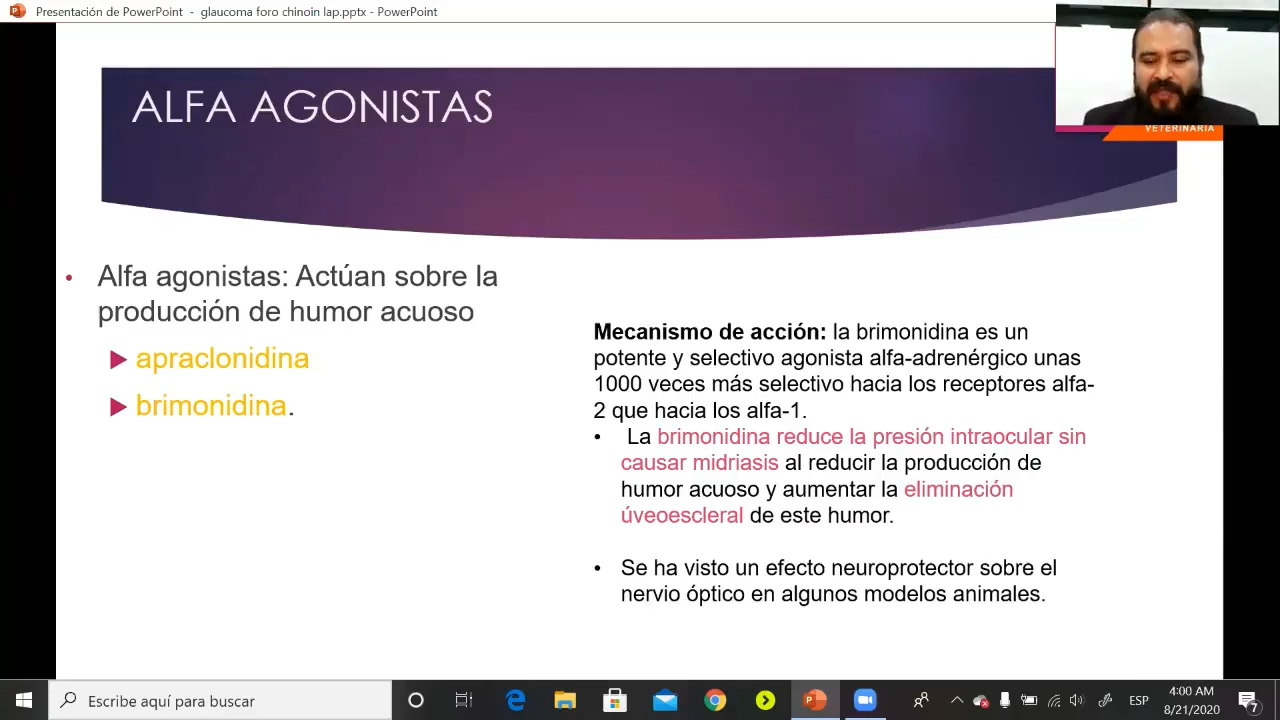 Presentación de PowerPoint - glaucoma foro chinoin lap.pptx - PowerPoint
VETERINARIA
ALFA AGONISTAS
• Alfa agonistas: Actúan sobre la
producción de humor acuoso
apraclonidina
brimonidina.
Mecanismo de acción: la brimonidina es un
potente y selectivo agonista alfa-adrenérgico unas
1000 veces más selectivo hacia los receptores alfa-
2 que hacia los alfa-1.
• La brimonidina reduce la presión intraocular sin
causar midriasis al reducir la producción de
humor acuoso y aumentar la eliminación
úveoescleral de este humor.
• Se ha visto un efecto neuroprotector sobre el
nervio óptico en algunos modelos animales.
Escribe aquí para buscar
ESP
4:00 AM
8/21/2020
7